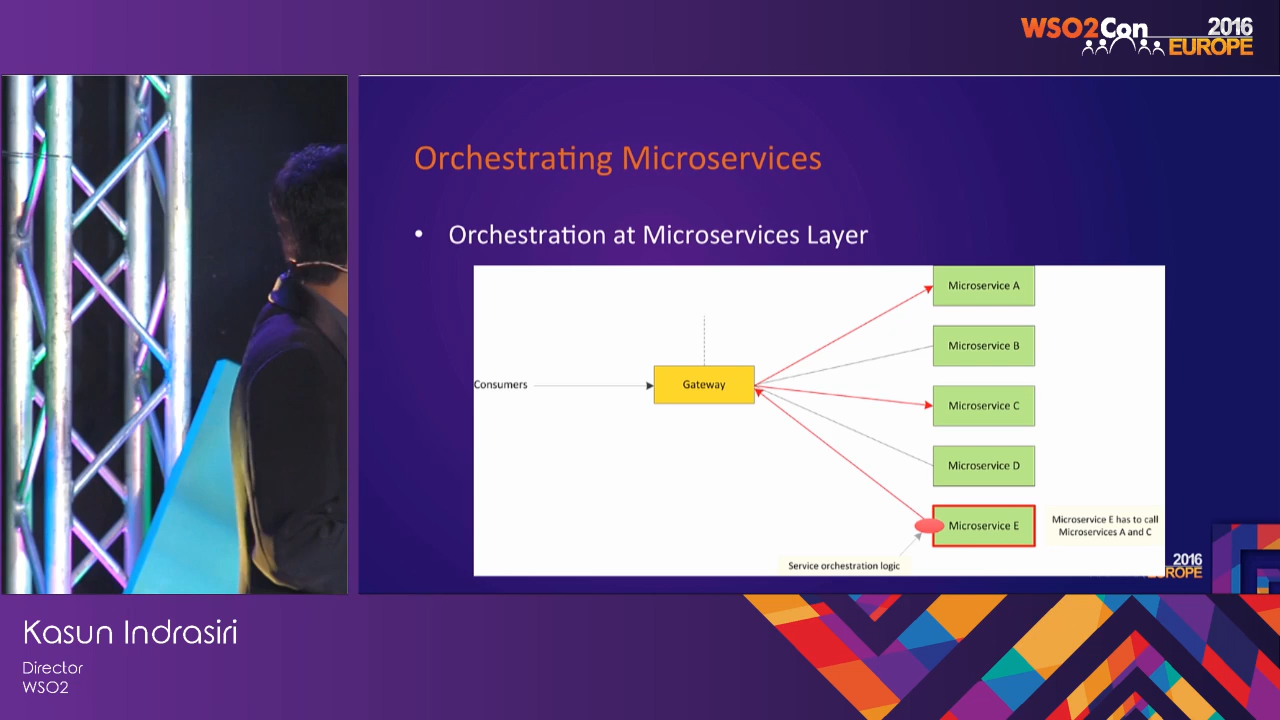 WSO2Con 2016
EUROPE
Orchestrating Microservices
• Orchestration at Microservices Layer
Microservice A
Microservice B
Consumers
Gateway
Microservice C
Microservice D
Microservice E
Microservice E has to call
Microservices A and C
Service orchestration logic
2016
ROPE
Kasun Indrasiri
Director
WSO2